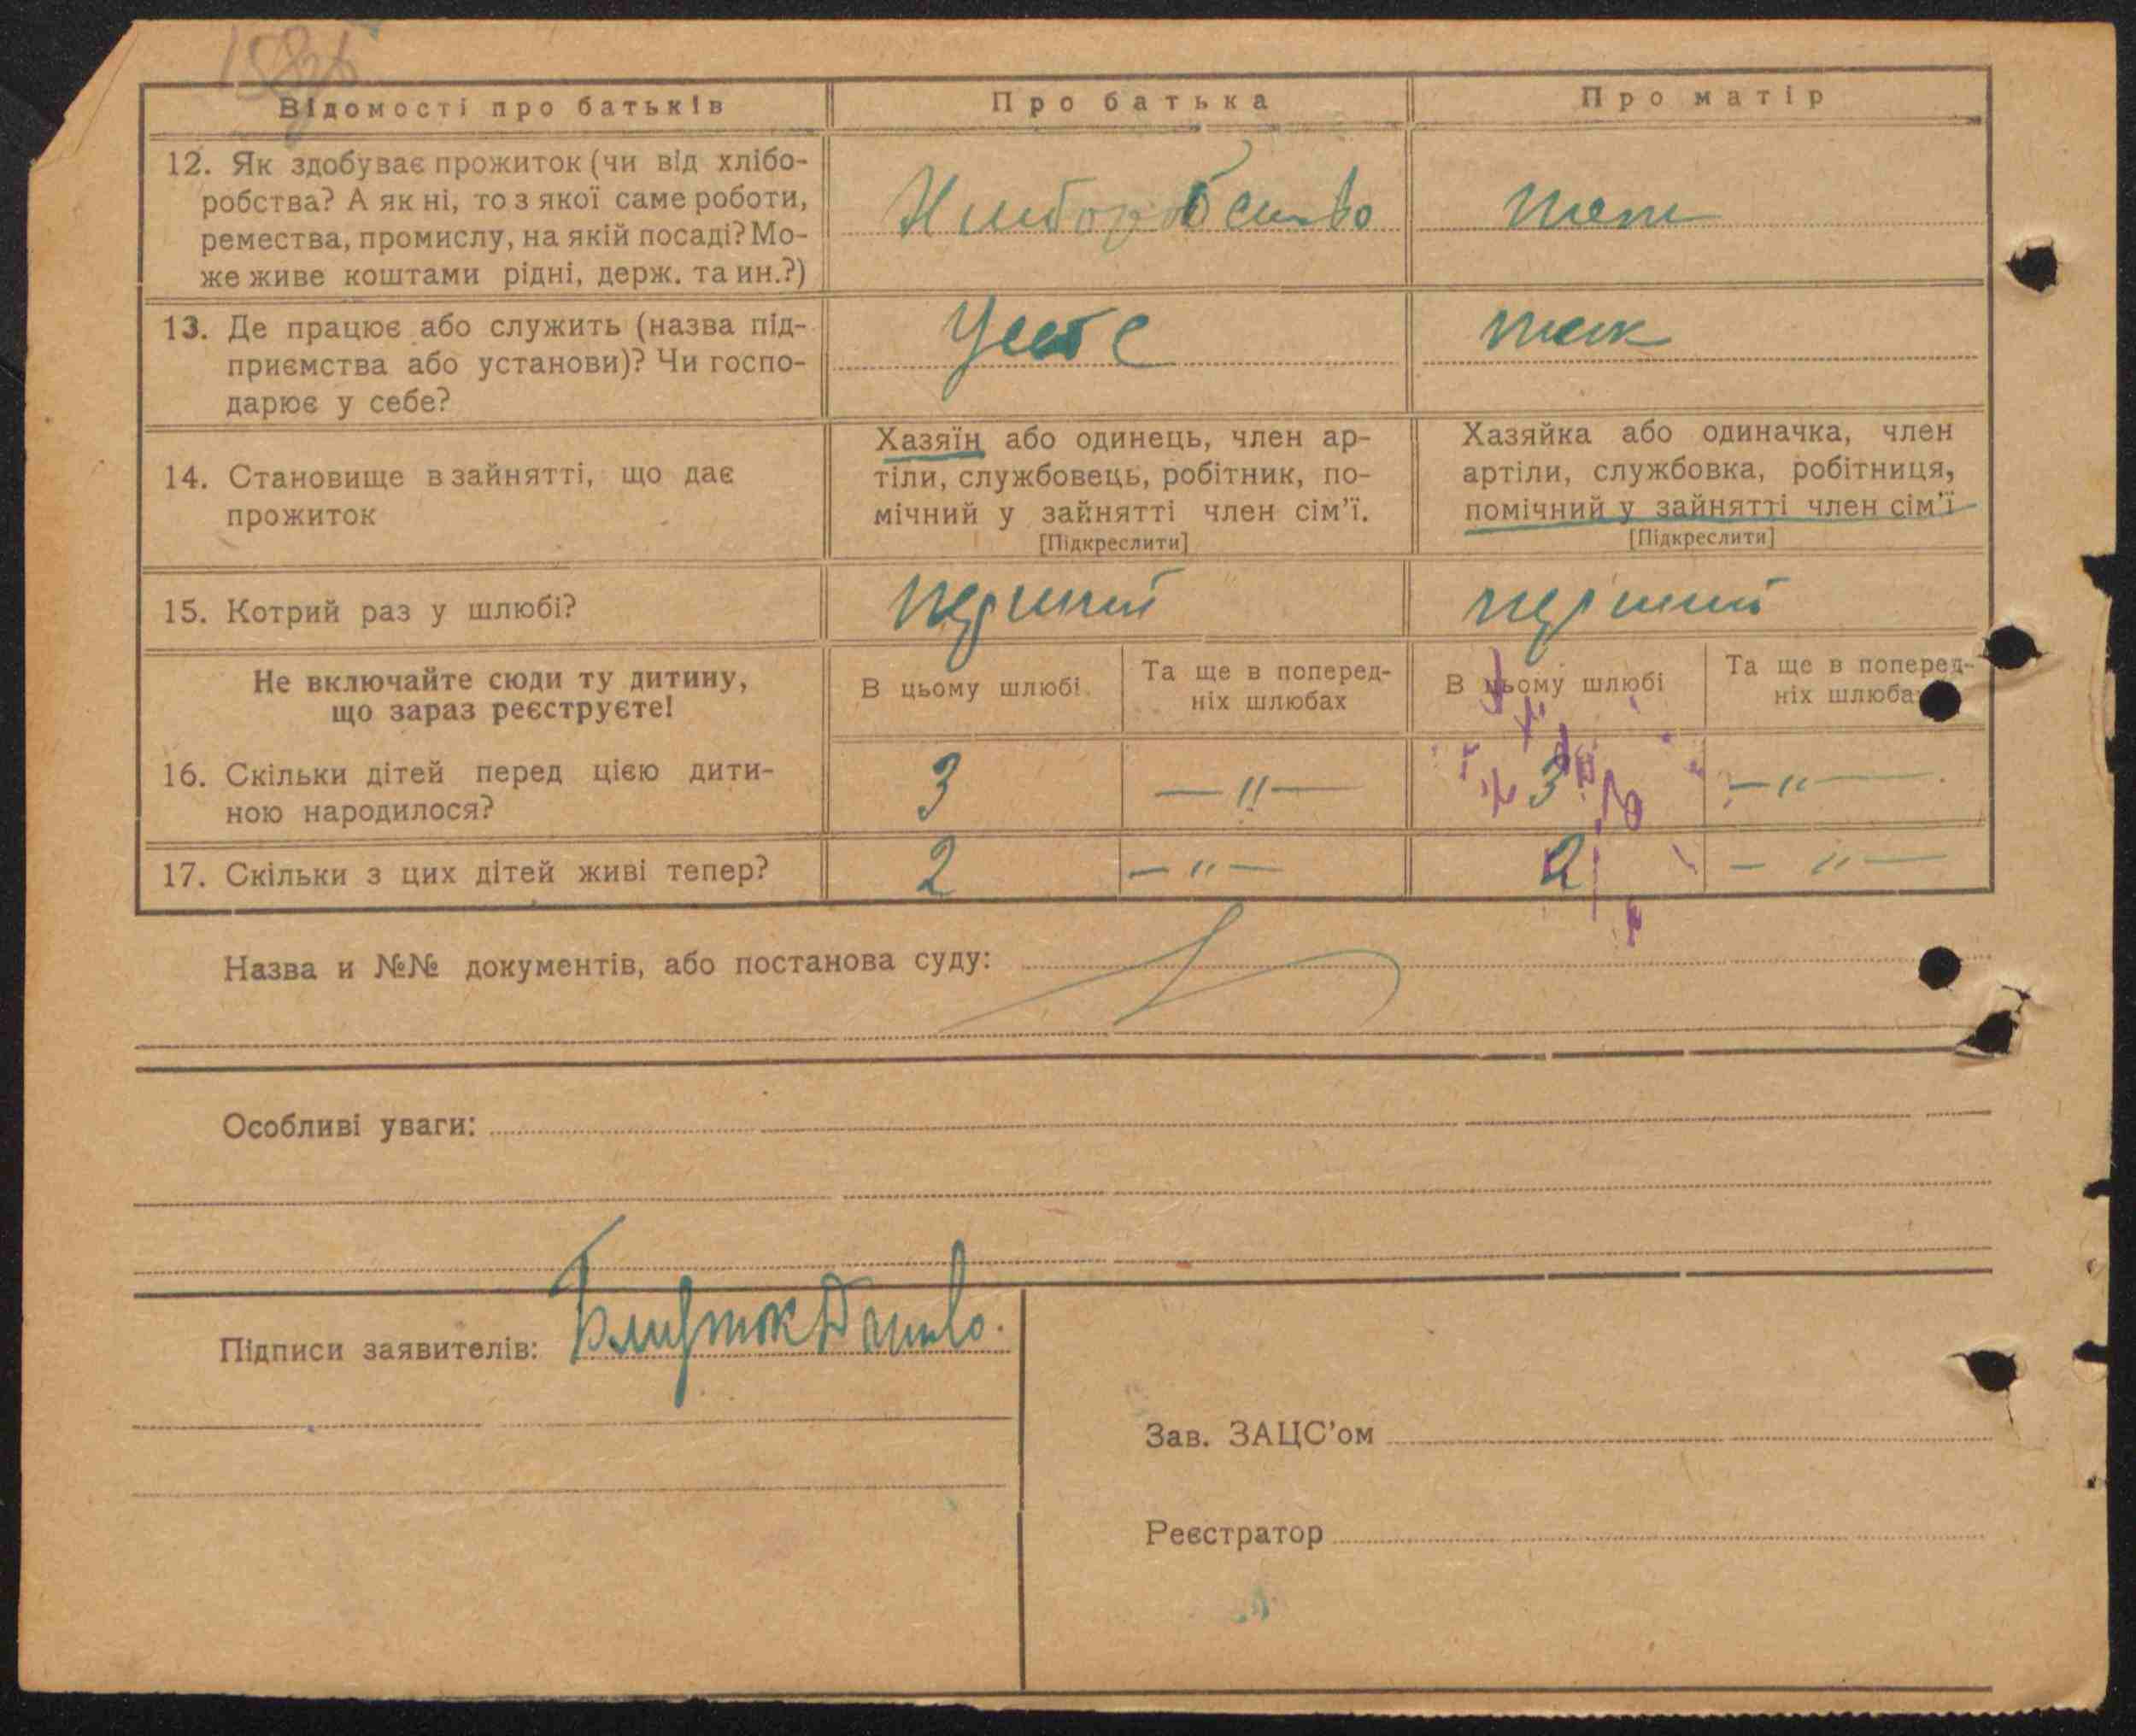 Відомості про батьків
Про батька
Про матір
12. Як здобуває прожиток (чи від хлібо-
робства? А як ні, то з якої саме роботи,
ремества, промислу, на якій посаді? Мо-
же живе коштами рідні, держ. та ин.?)
13. Де працює або служить (назва під-
приємства або установи)? Чи госпо-
дарює у себе?
у себе
так
14. Становище в зайнятті, що дає
прожиток
Хазяїн або одинець, член ар-
тіли, службовець, робітник, по-
мічний у зайнятті член сім'ї.
[Підкреслити]
Хазяйка або одиначка, член
артіли, службовка, робітниця,
помічний у зайнятті член сім'ї
[Підкреслити]
15. Котрий раз у шлюбі?
перший
перший
Не включайте сюди ту дитину,
що зараз реєструєте!
В цьому шлюбі
Та ще в поперед-
ніх шлюбах
В цьому шлюбі
Та ще в поперед-
ніх шлюбах
16. Скільки дітей перед цією дити-
ною народилося?
3
— " —
3
— " —
17. Скільки з цих дітей живі тепер?
2
— " —
2
— " —
Назва и №№ документів, або постанова суду:
Особливі уваги:
Підписи заявителів:
Зав. ЗАЦС'ом
Реєстратор